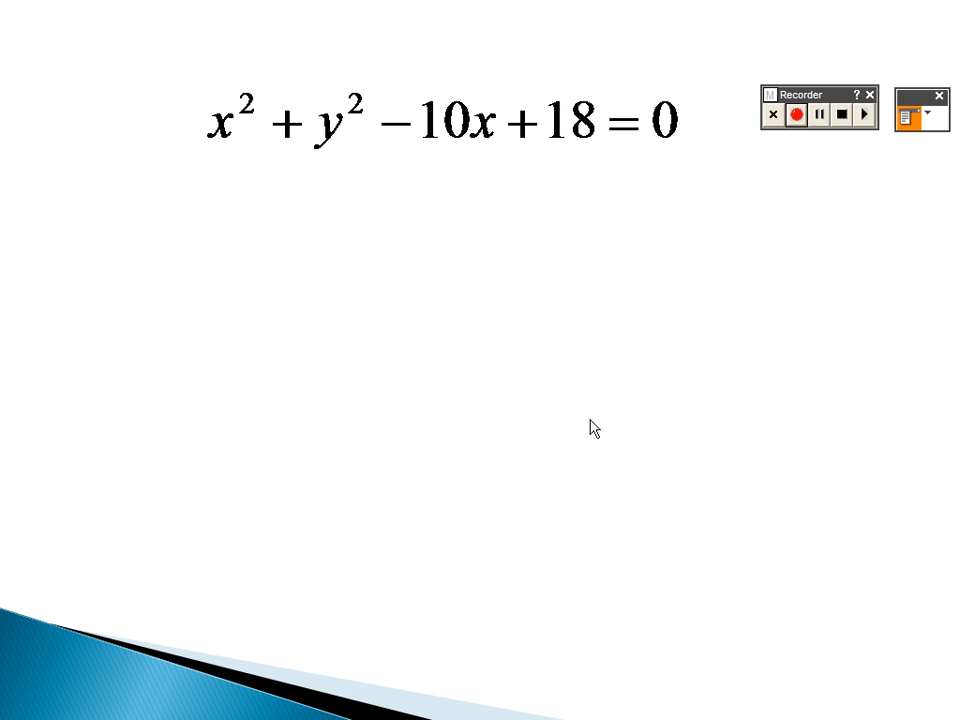 x² + y² − 10x + 18 = 0
Recorder